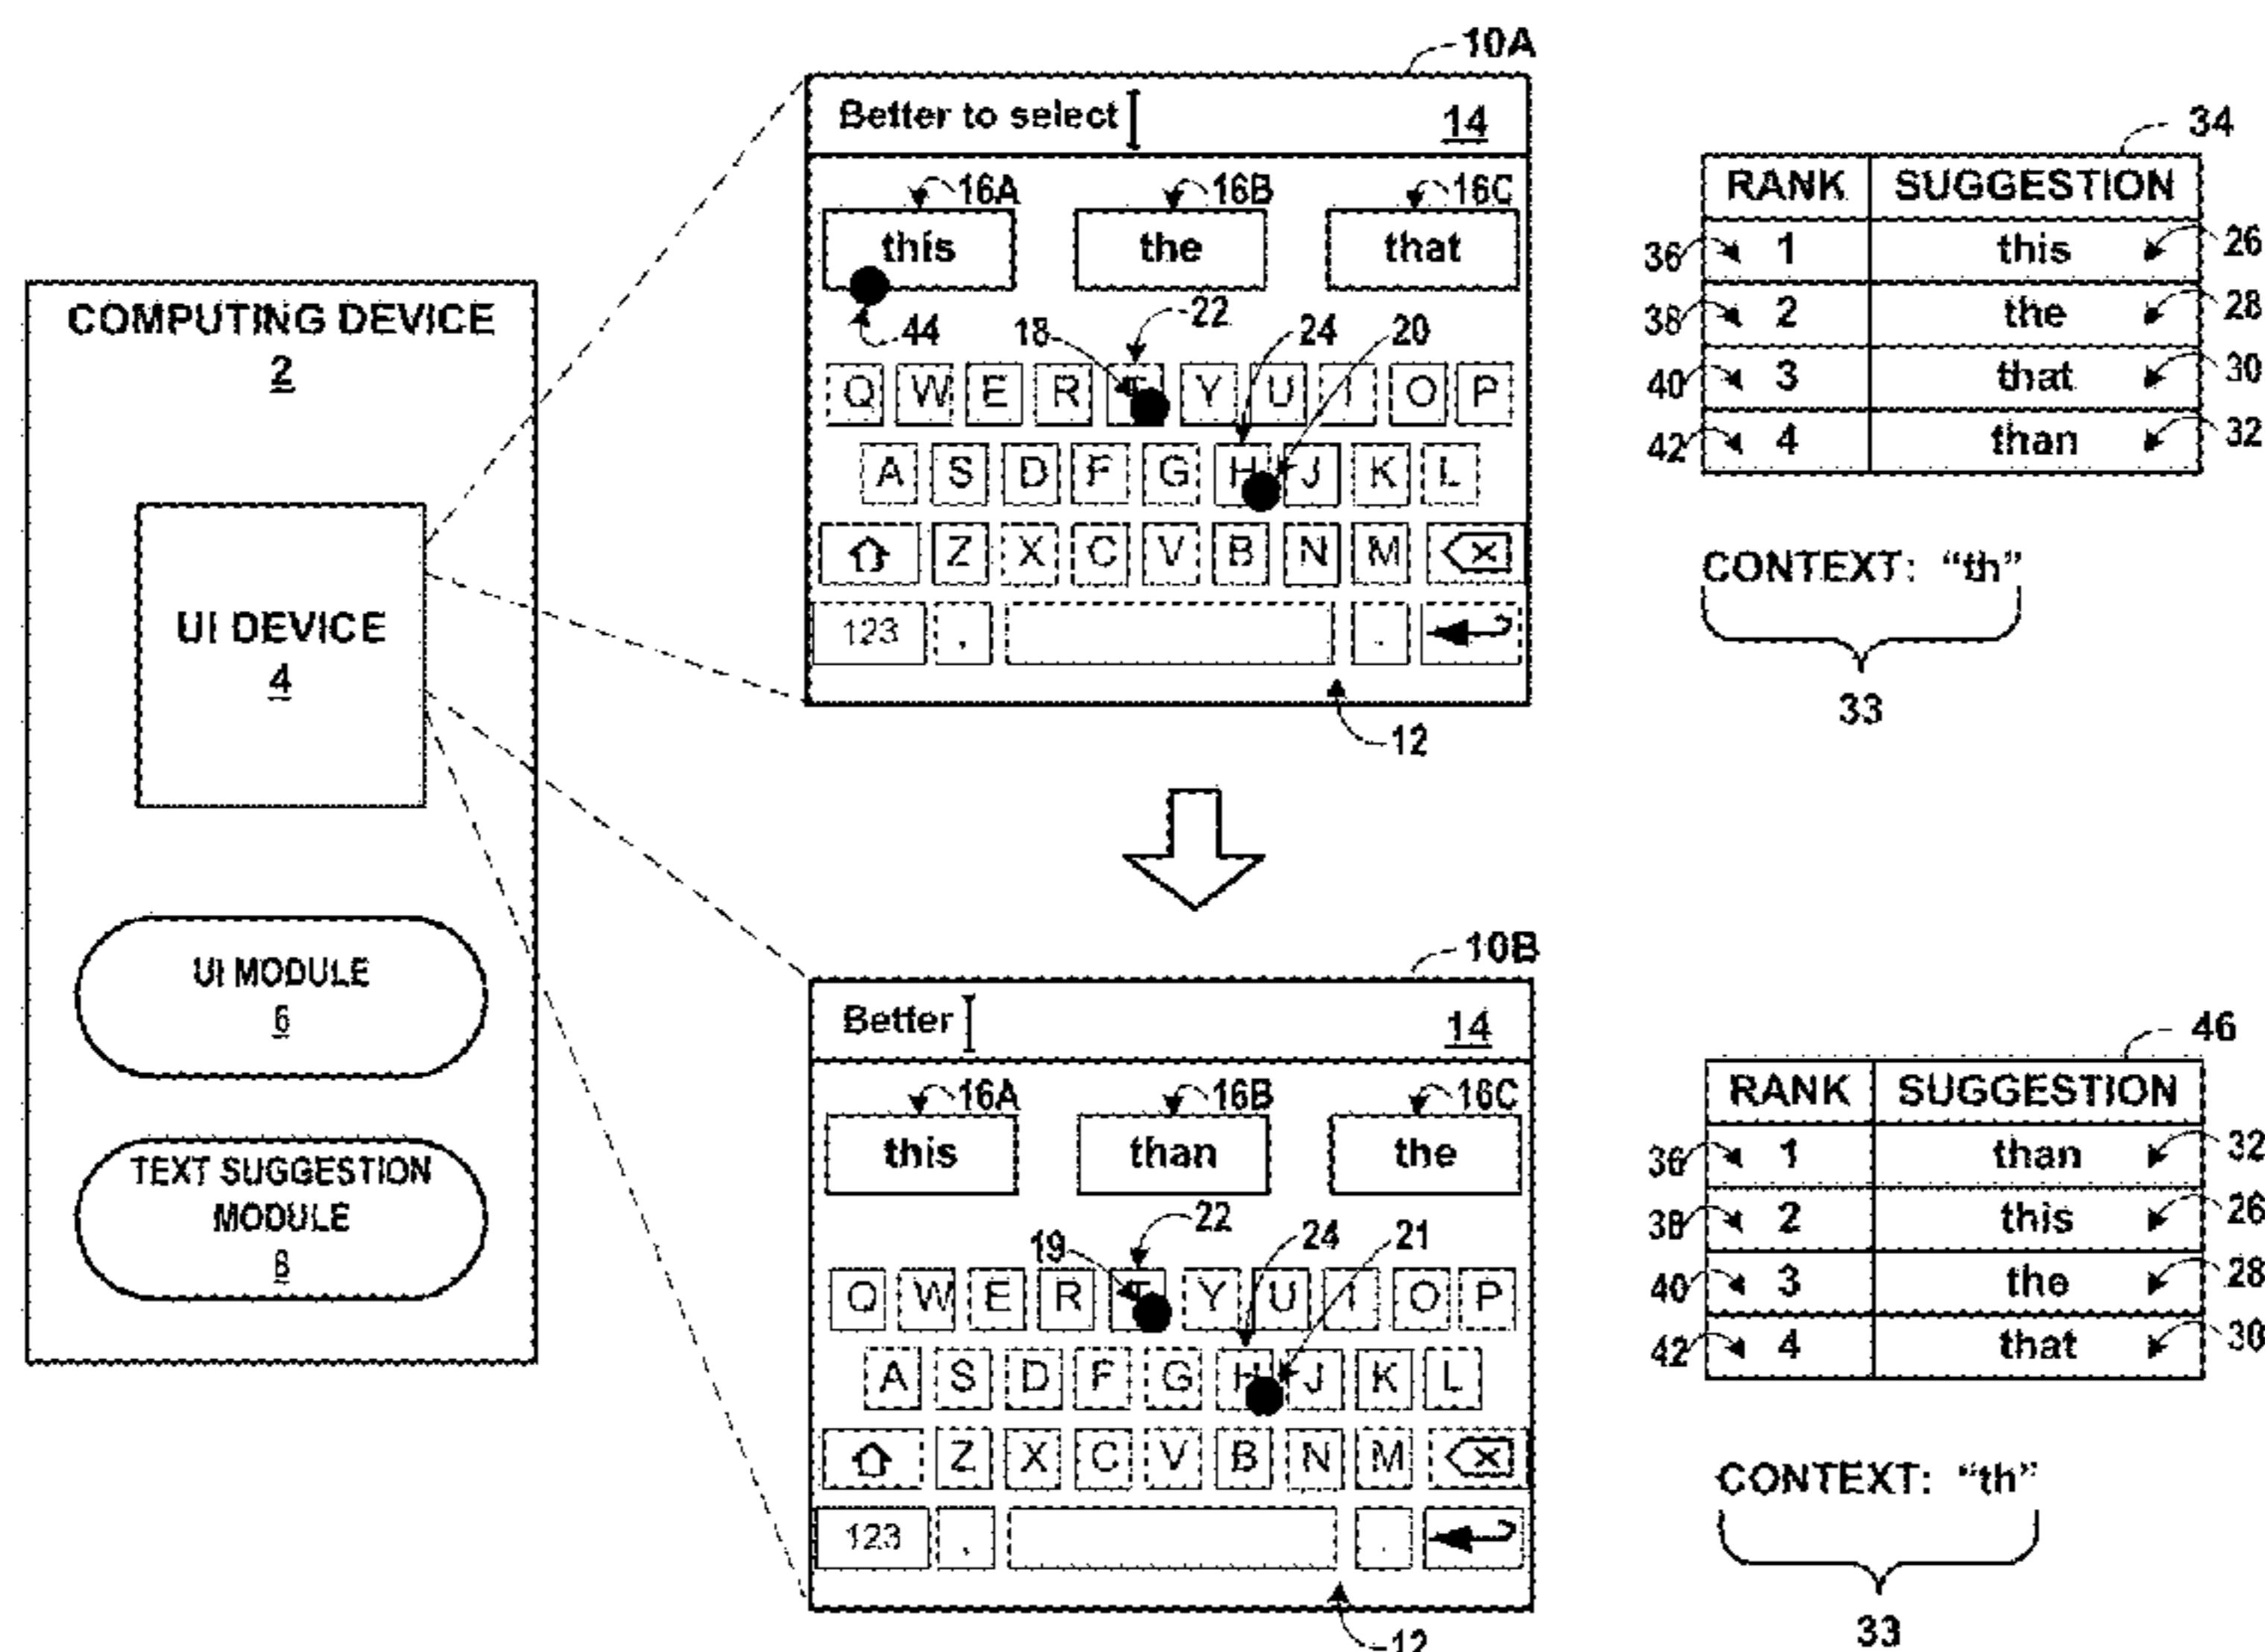 COMPUTING DEVICE
2
UI DEVICE
4
UI MODULE
6
TEXT SUGGESTION
MODULE
8
10A
Better to select
14
16A
16B
16C
this
the
that
44
18
22
24
20
Q W E R T Y U I O P
A S D F G H J K L
Z X C V B N M
123 , .
12
34
RANK SUGGESTION
36 1 this 26
38 2 the 28
40 3 that 30
42 4 than 32
CONTEXT: “th”
33
10B
Better
14
16A
16B
16C
this
than
the
19
22
24
21
Q W E R T Y U I O P
A S D F G H J K L
Z X C V B N M
123 , .
12
46
RANK SUGGESTION
36 1 than 32
38 2 this 26
40 3 the 28
42 4 that 30
CONTEXT: “th”
33